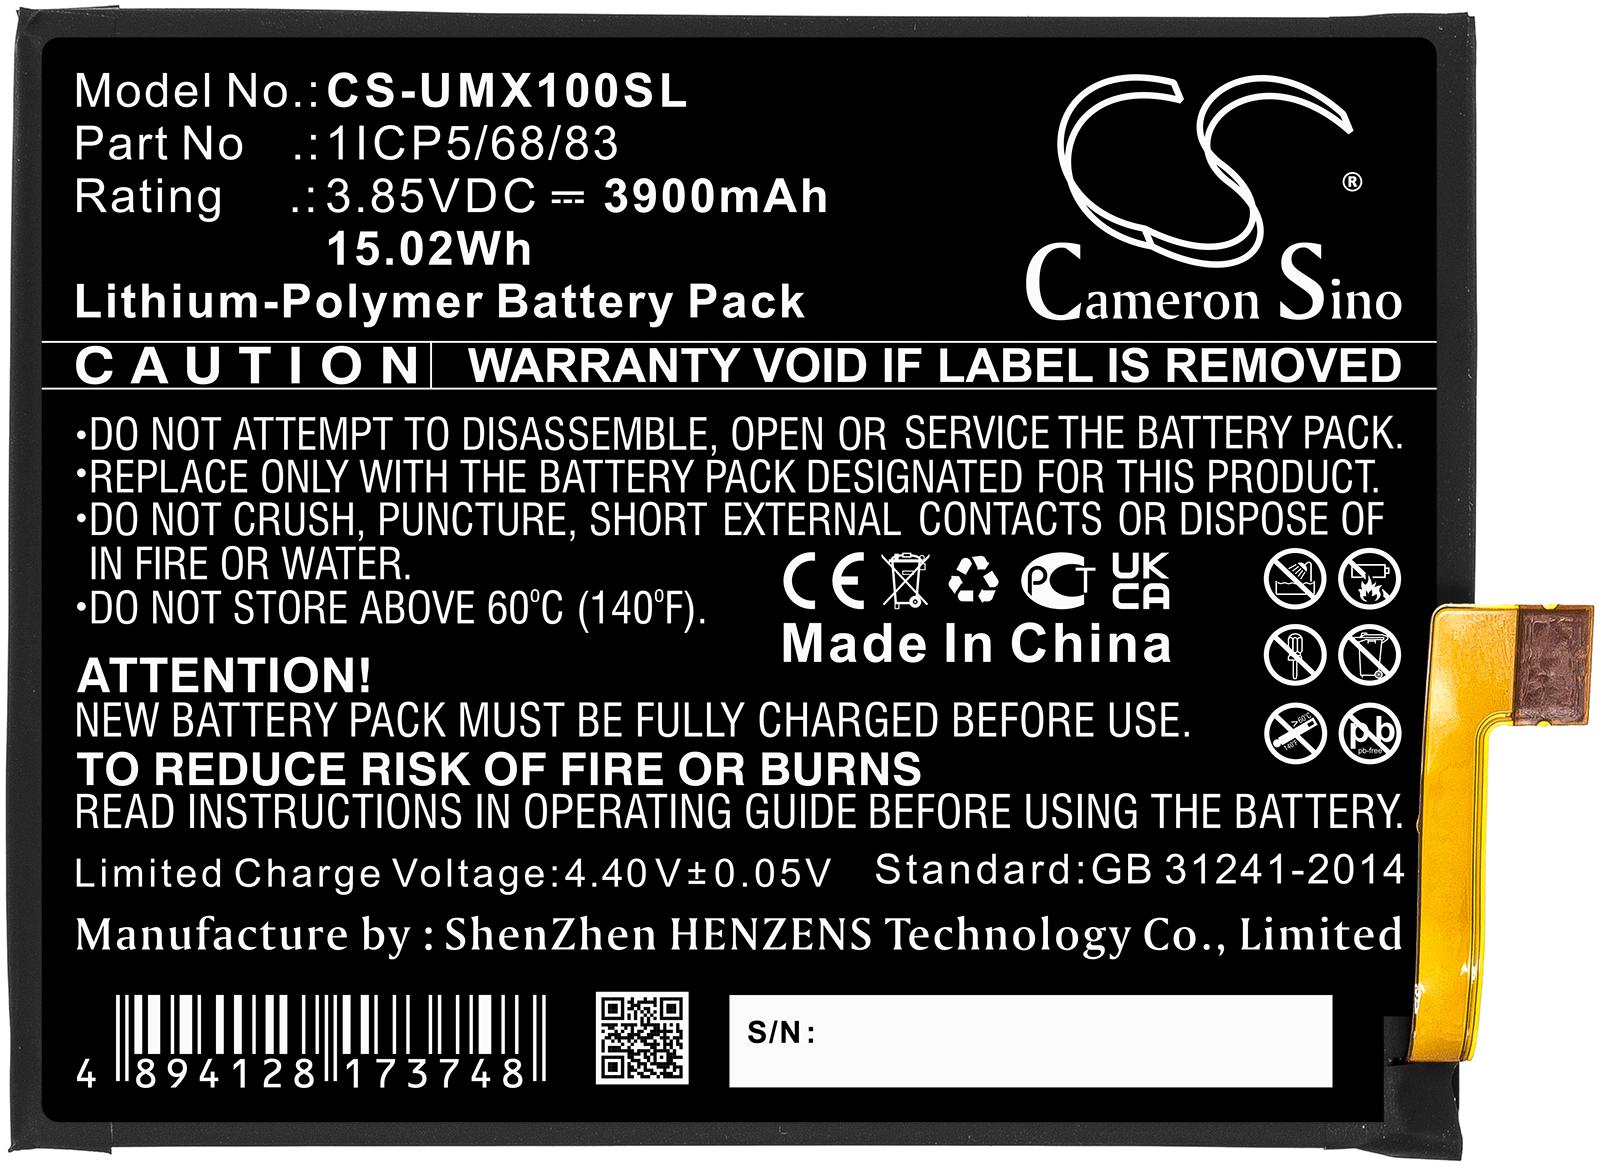 Model No.:CS-UMX100SL
Part No .:1ICP5/68/83
Rating .:3.85VDC ⎓ 3900mAh
15.02Wh
Lithium-Polymer Battery Pack
®
Cameron Sino
CAUTION WARRANTY VOID IF LABEL IS REMOVED
•DO NOT ATTEMPT TO DISASSEMBLE, OPEN OR SERVICE THE BATTERY PACK.
•REPLACE ONLY WITH THE BATTERY PACK DESIGNATED FOR THIS PRODUCT.
•DO NOT CRUSH, PUNCTURE, SHORT EXTERNAL CONTACTS OR DISPOSE OF
IN FIRE OR WATER.
•DO NOT STORE ABOVE 60°C (140°F).
CE PCT UK
CA
Made In China
ATTENTION!
NEW BATTERY PACK MUST BE FULLY CHARGED BEFORE USE.
>60°C
140°F
pb
pb-free
TO REDUCE RISK OF FIRE OR BURNS
READ INSTRUCTIONS IN OPERATING GUIDE BEFORE USING THE BATTERY.
Limited Charge Voltage:4.40V±0.05V Standard:GB 31241-2014
Manufacture by : ShenZhen HENZENS Technology Co., Limited
4 894128 173748
S/N: